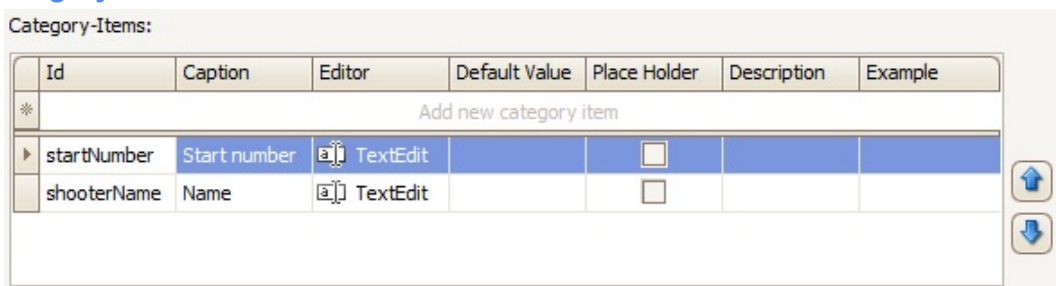 Category-Items:
Id Caption Editor Default Value Place Holder Description Example
Add new category item
startNumber Start number TextEdit
shooterName Name TextEdit